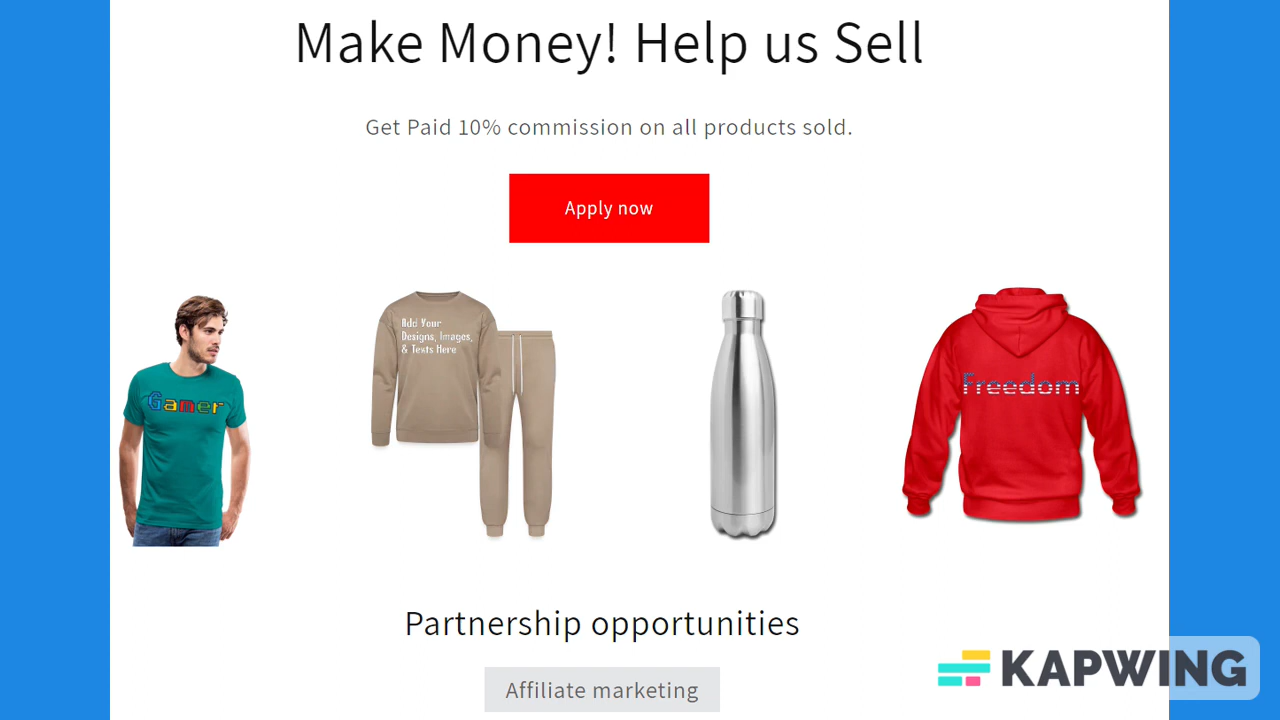 Make Money! Help us Sell
Get Paid 10% commission on all products sold.
Apply now
Gamer
Add Your
Designs, Images,
& Texts Here
Freedom
Partnership opportunities
Affiliate marketing
KAPWING